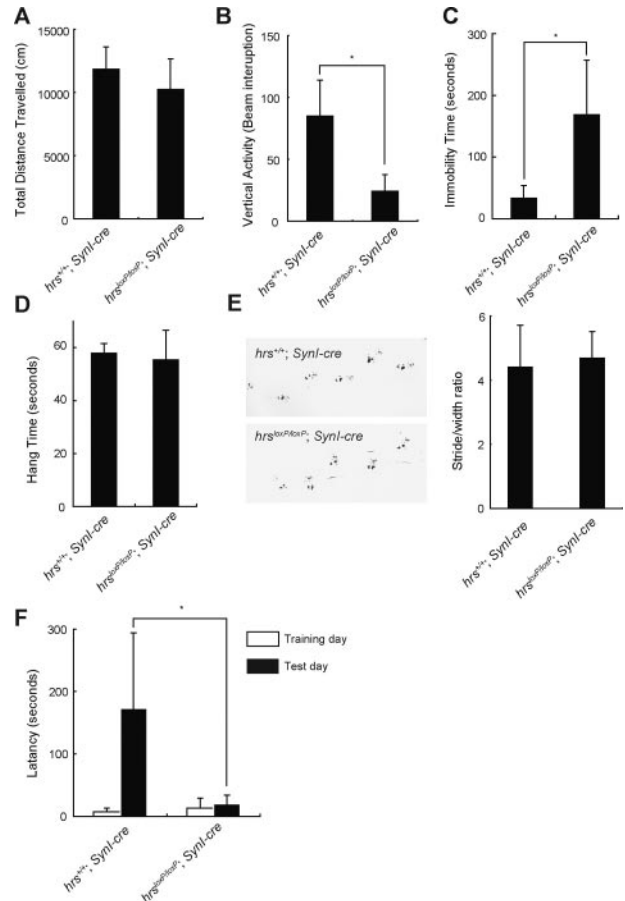 A
Total Distance Travelled (cm)
15000
10000
5000
0
hrs+/+; SynI-cre
hrsloxP/loxP; SynI-cre
B
Vertical Activity (Beam interuption)
150
100
50
0
*
hrs+/+; SynI-cre
hrsloxP/loxP; SynI-cre
C
Immobility Time (seconds)
300
200
100
0
*
hrs+/+; SynI-cre
hrsloxP/loxP; SynI-cre
D
Hang Time (seconds)
60
40
20
0
hrs+/+; SynI-cre
hrsloxP/loxP; SynI-cre
E
hrs+/+; SynI-cre
hrsloxP/loxP; SynI-cre
Stride/width ratio
6
4
2
0
hrs+/+; SynI-cre
hrsloxP/loxP; SynI-cre
F
Latancy (seconds)
300
200
100
0
*
Training day
Test day
hrs+/+; SynI-cre
hrsloxP/loxP; SynI-cre